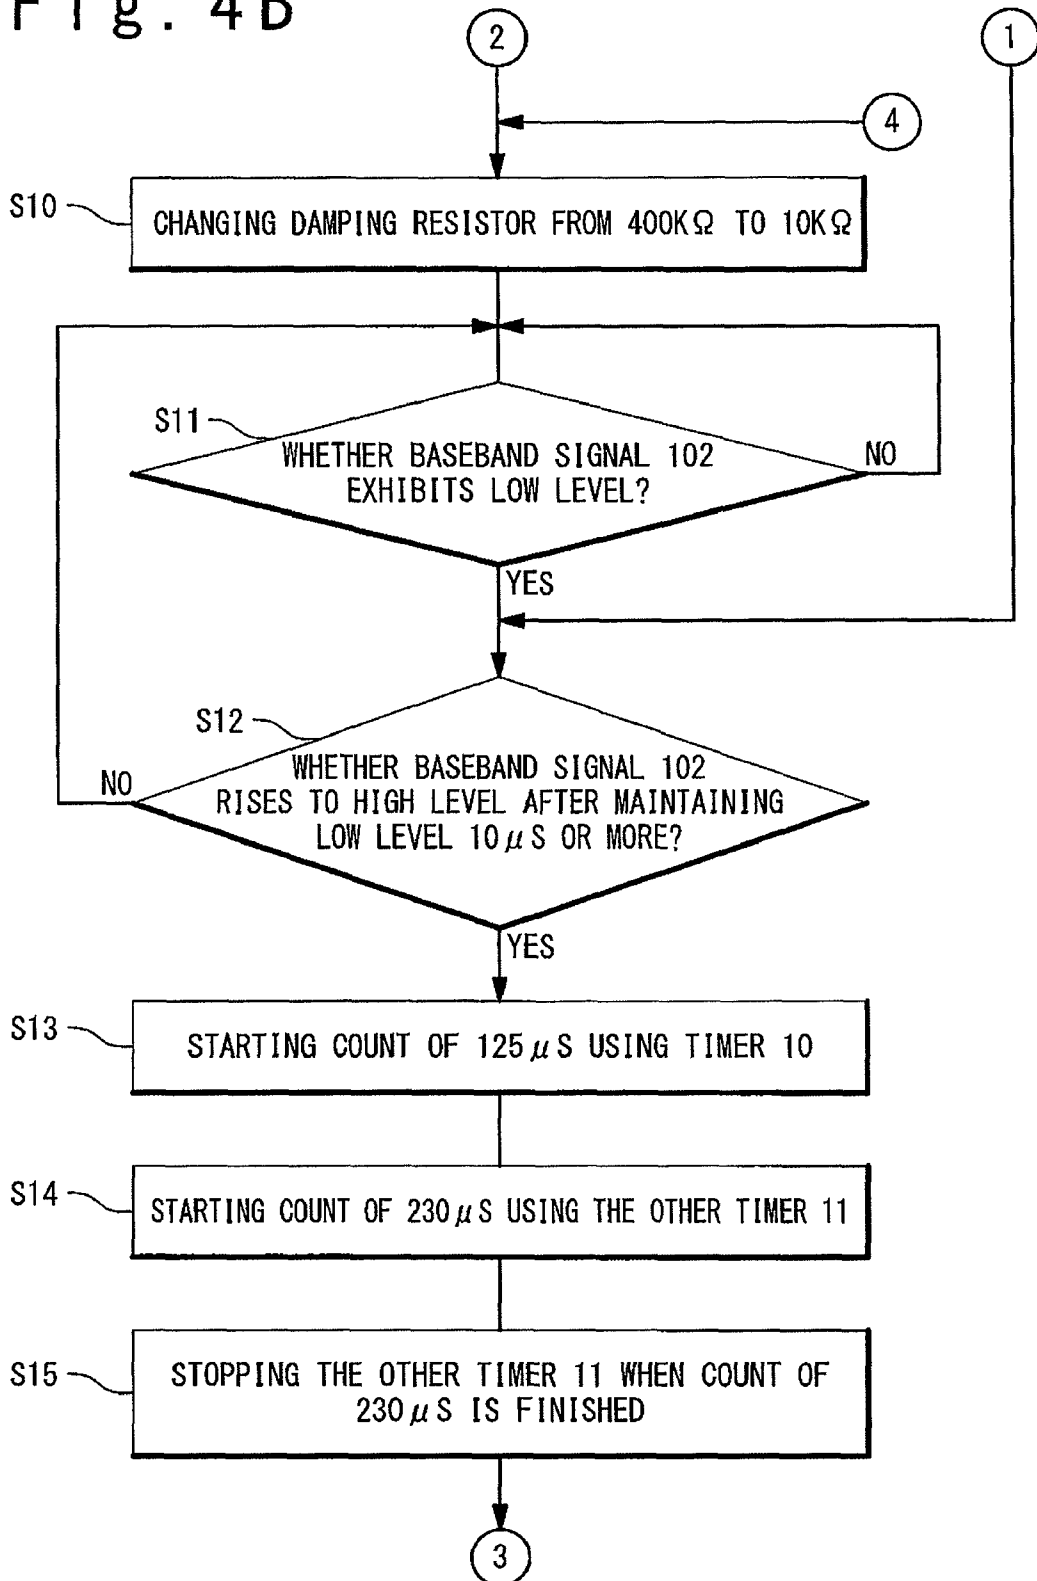 Fig. 4B
2
1
4
S10
CHANGING DAMPING RESISTOR FROM 400KΩ TO 10KΩ
S11
WHETHER BASEBAND SIGNAL 102
EXHIBITS LOW LEVEL?
NO
YES
S12
WHETHER BASEBAND SIGNAL 102
RISES TO HIGH LEVEL AFTER MAINTAINING
LOW LEVEL 10μS OR MORE?
NO
YES
S13
STARTING COUNT OF 125μS USING TIMER 10
S14
STARTING COUNT OF 230μS USING THE OTHER TIMER 11
S15
STOPPING THE OTHER TIMER 11 WHEN COUNT OF
230μS IS FINISHED
3